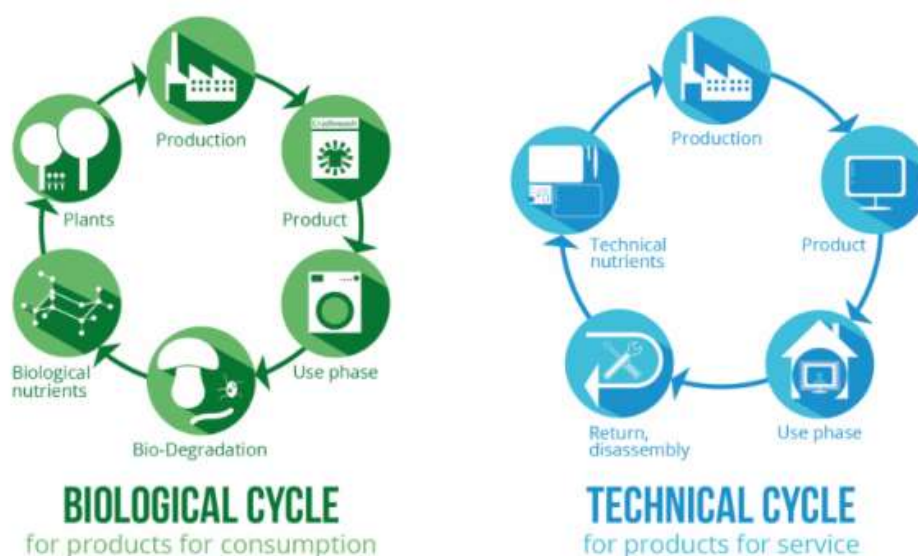 Production
Product
Use phase
Bio-Degradation
Biological
nutrients
Plants
BIOLOGICAL CYCLE
for products for consumption
Production
Product
Use phase
Return,
disassembly
Technical
nutrients
TECHNICAL CYCLE
for products for service